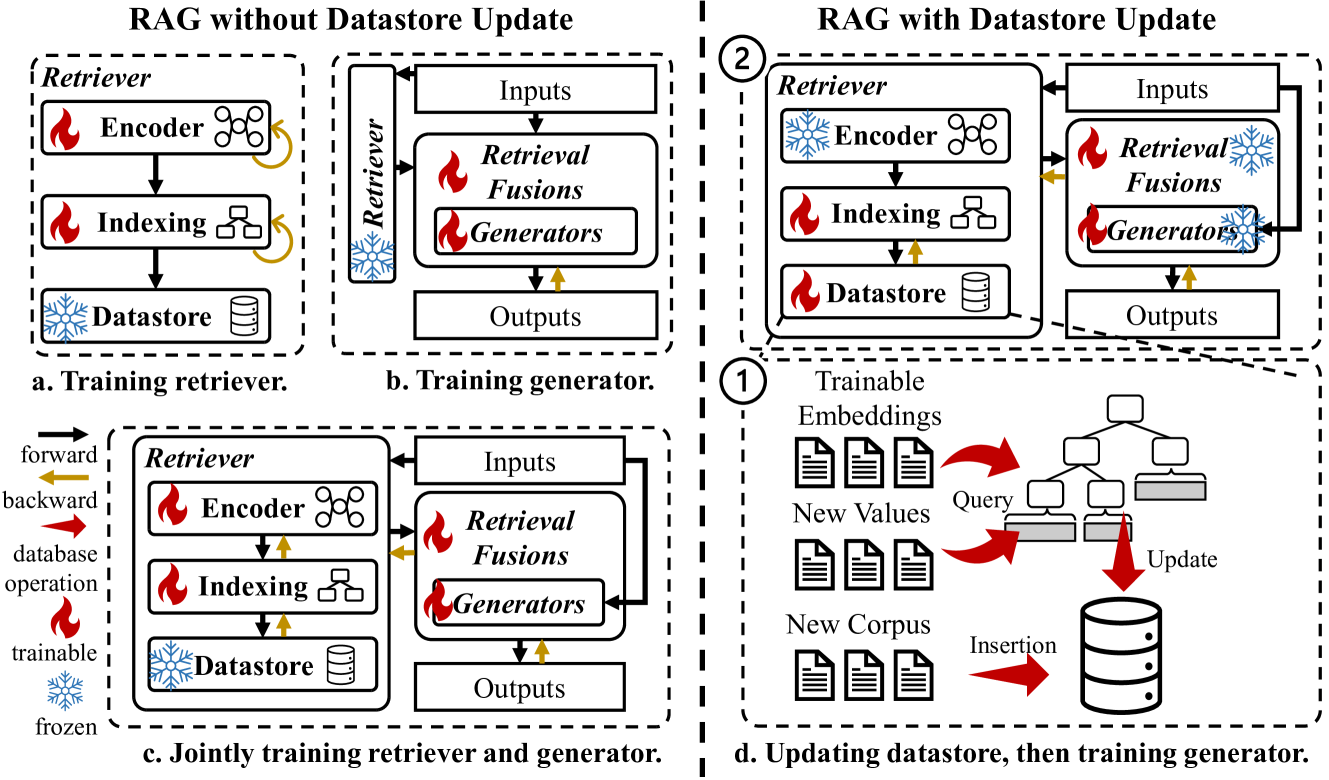 RAG without Datastore Update
Retriever
Encoder
Indexing
Datastore
a. Training retriever.
Retriever
Inputs
Retrieval
Fusions
Generators
Outputs
b. Training generator.
forward
backward
database
operation
trainable
frozen
Retriever
Encoder
Indexing
Datastore
Inputs
Retrieval
Fusions
Generators
Outputs
c. Jointly training retriever and generator.
RAG with Datastore Update
2
Retriever
Encoder
Indexing
Datastore
Inputs
Retrieval
Fusions
Generators
Outputs
1
Trainable
Embeddings
Query
New Values
Update
New Corpus
Insertion
d. Updating datastore, then training generator.